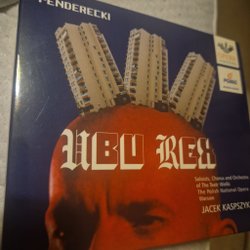 PENDERECKI
UBU REX
Soloists, Chorus and Orchestra
of The Teatr Wielki
The Polish National Opera
Warsaw
JACEK KASPSZYK